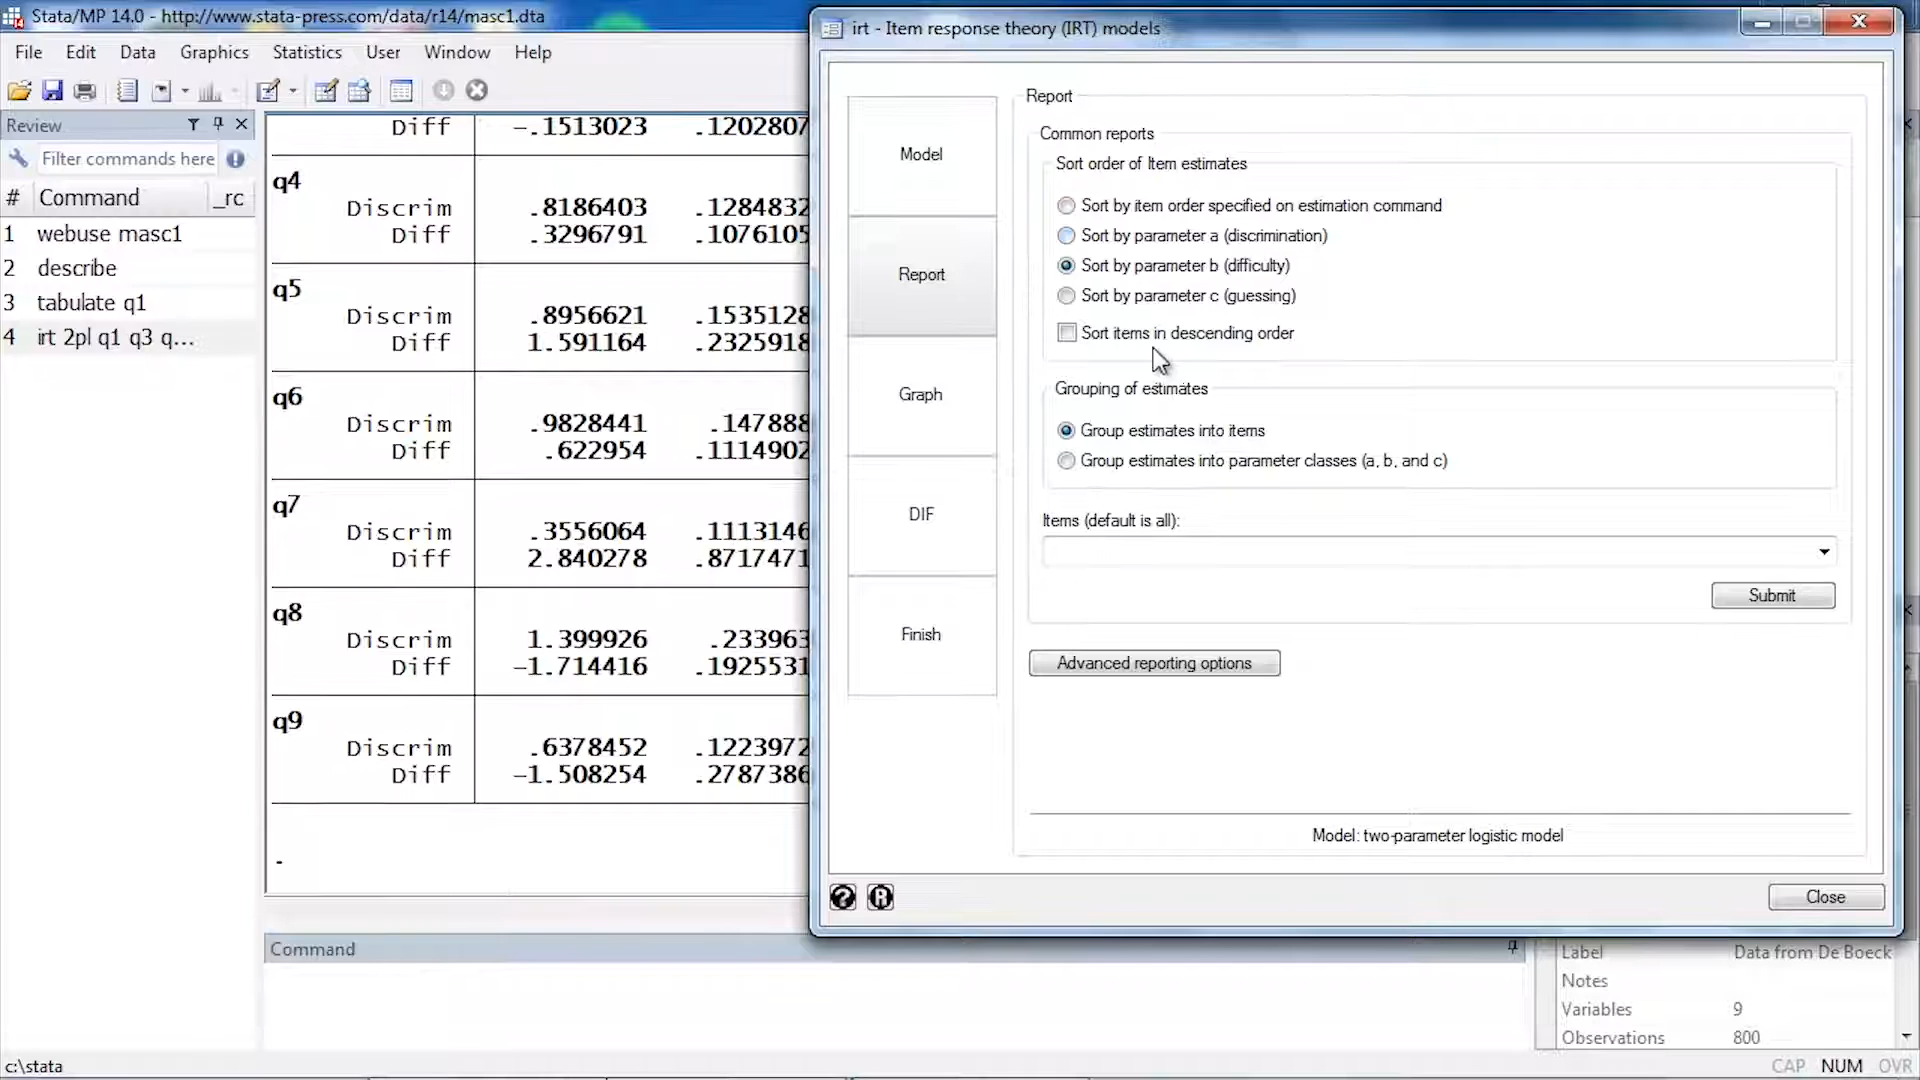 Stata/MP 14.0 - http://www.stata-press.com/data/r14/masc1.dta
File Edit Data Graphics Statistics User Window Help
Review
Filter commands here
# Command _rc
1 webuse masc1
2 describe
3 tabulate q1
4 irt 2pl q1 q3 q...
Diff -.1513023 .1202807
q4
Discrim .8186403 .1284832
Diff .3296791 .1076105
q5
Discrim .8956621 .1535128
Diff 1.591164 .2325918
q6
Discrim .9828441 .147888
Diff .622954 .1114902
q7
Discrim .3556064 .1113146
Diff 2.840278 .8717471
q8
Discrim 1.399926 .233963
Diff -1.714416 .1925531
q9
Discrim .6378452 .1223972
Diff -1.508254 .2787386
.
Command
c:\stata
irt - Item response theory (IRT) models
Model
Report
Graph
DIF
Finish
Report
Common reports
Sort order of Item estimates
Sort by item order specified on estimation command
Sort by parameter a (discrimination)
Sort by parameter b (difficulty)
Sort by parameter c (guessing)
Sort items in descending order
Grouping of estimates
Group estimates into items
Group estimates into parameter classes (a, b, and c)
Items (default is all):
Submit
Advanced reporting options
Model: two-parameter logistic model
? R
Close
Label Data from De Boeck
Notes
Variables 9
Observations 800
CAP NUM OVR